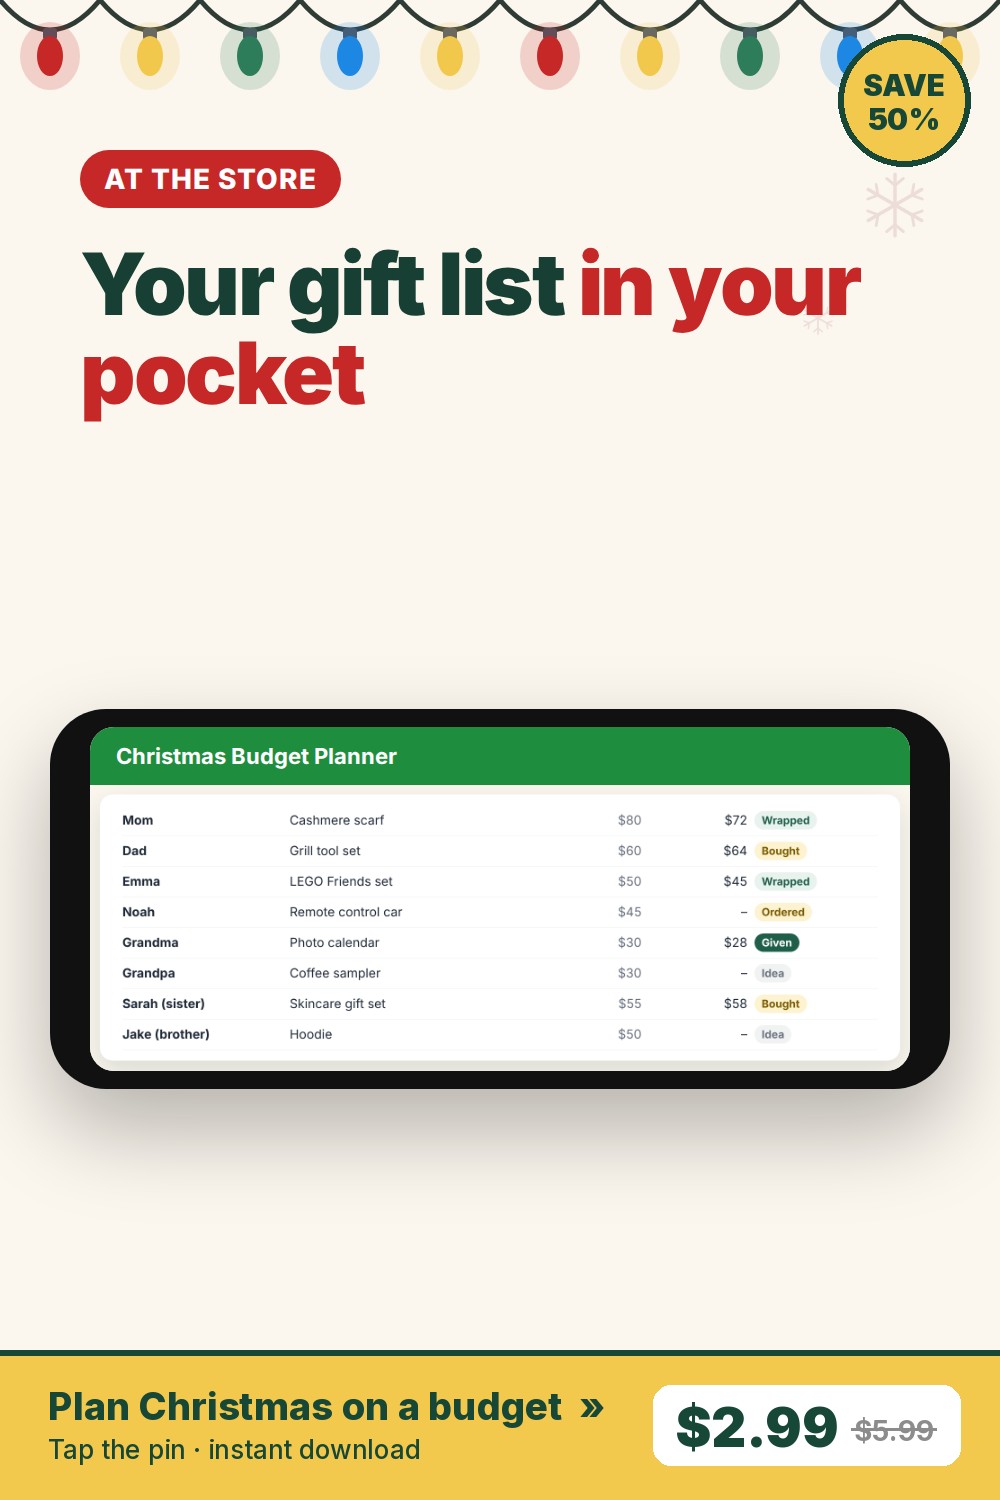 SAVE
50%
AT THE STORE
Your gift list in your
pocket
Christmas Budget Planner
Mom Cashmere scarf $80 $72 Wrapped
Dad Grill tool set $60 $64 Bought
Emma LEGO Friends set $50 $45 Wrapped
Noah Remote control car $45 – Ordered
Grandma Photo calendar $30 $28 Given
Grandpa Coffee sampler $30 – Idea
Sarah (sister) Skincare gift set $55 $58 Bought
Jake (brother) Hoodie $50 – Idea
Plan Christmas on a budget »
Tap the pin · instant download
$2.99 $5.99